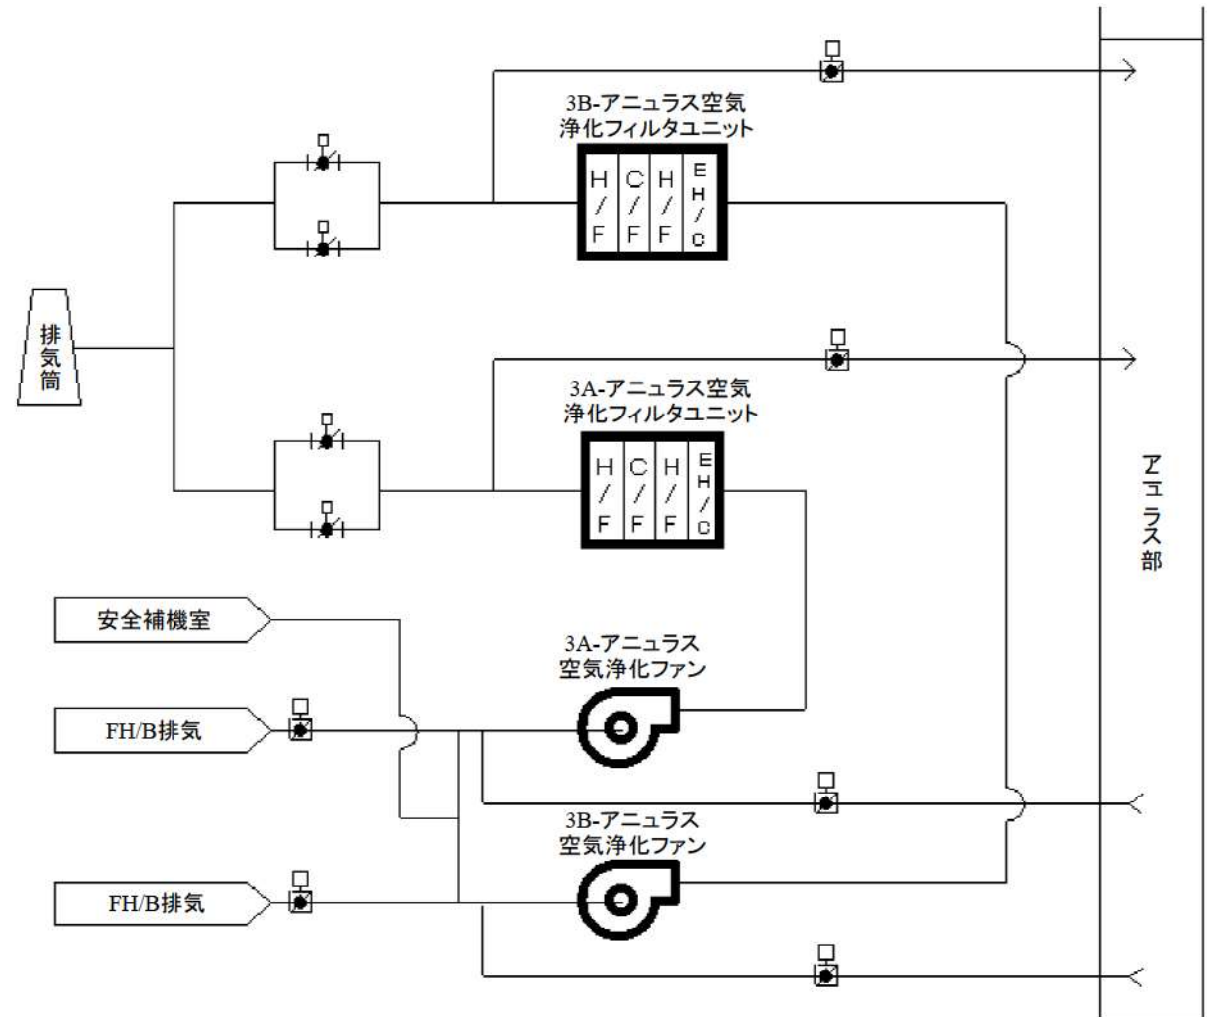 3B-アニュラス空気
浄化フィルタユニット
H/F
C/F
H/F
EH/C
排気筒
3A-アニュラス空気
浄化フィルタユニット
H/F
C/F
H/F
EH/C
アニュラス部
安全補機室
3A-アニュラス
空気浄化ファン
FH/B排気
3B-アニュラス
空気浄化ファン
FH/B排気